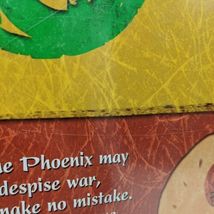 he Phoenix may
despise war,
make no mistake.